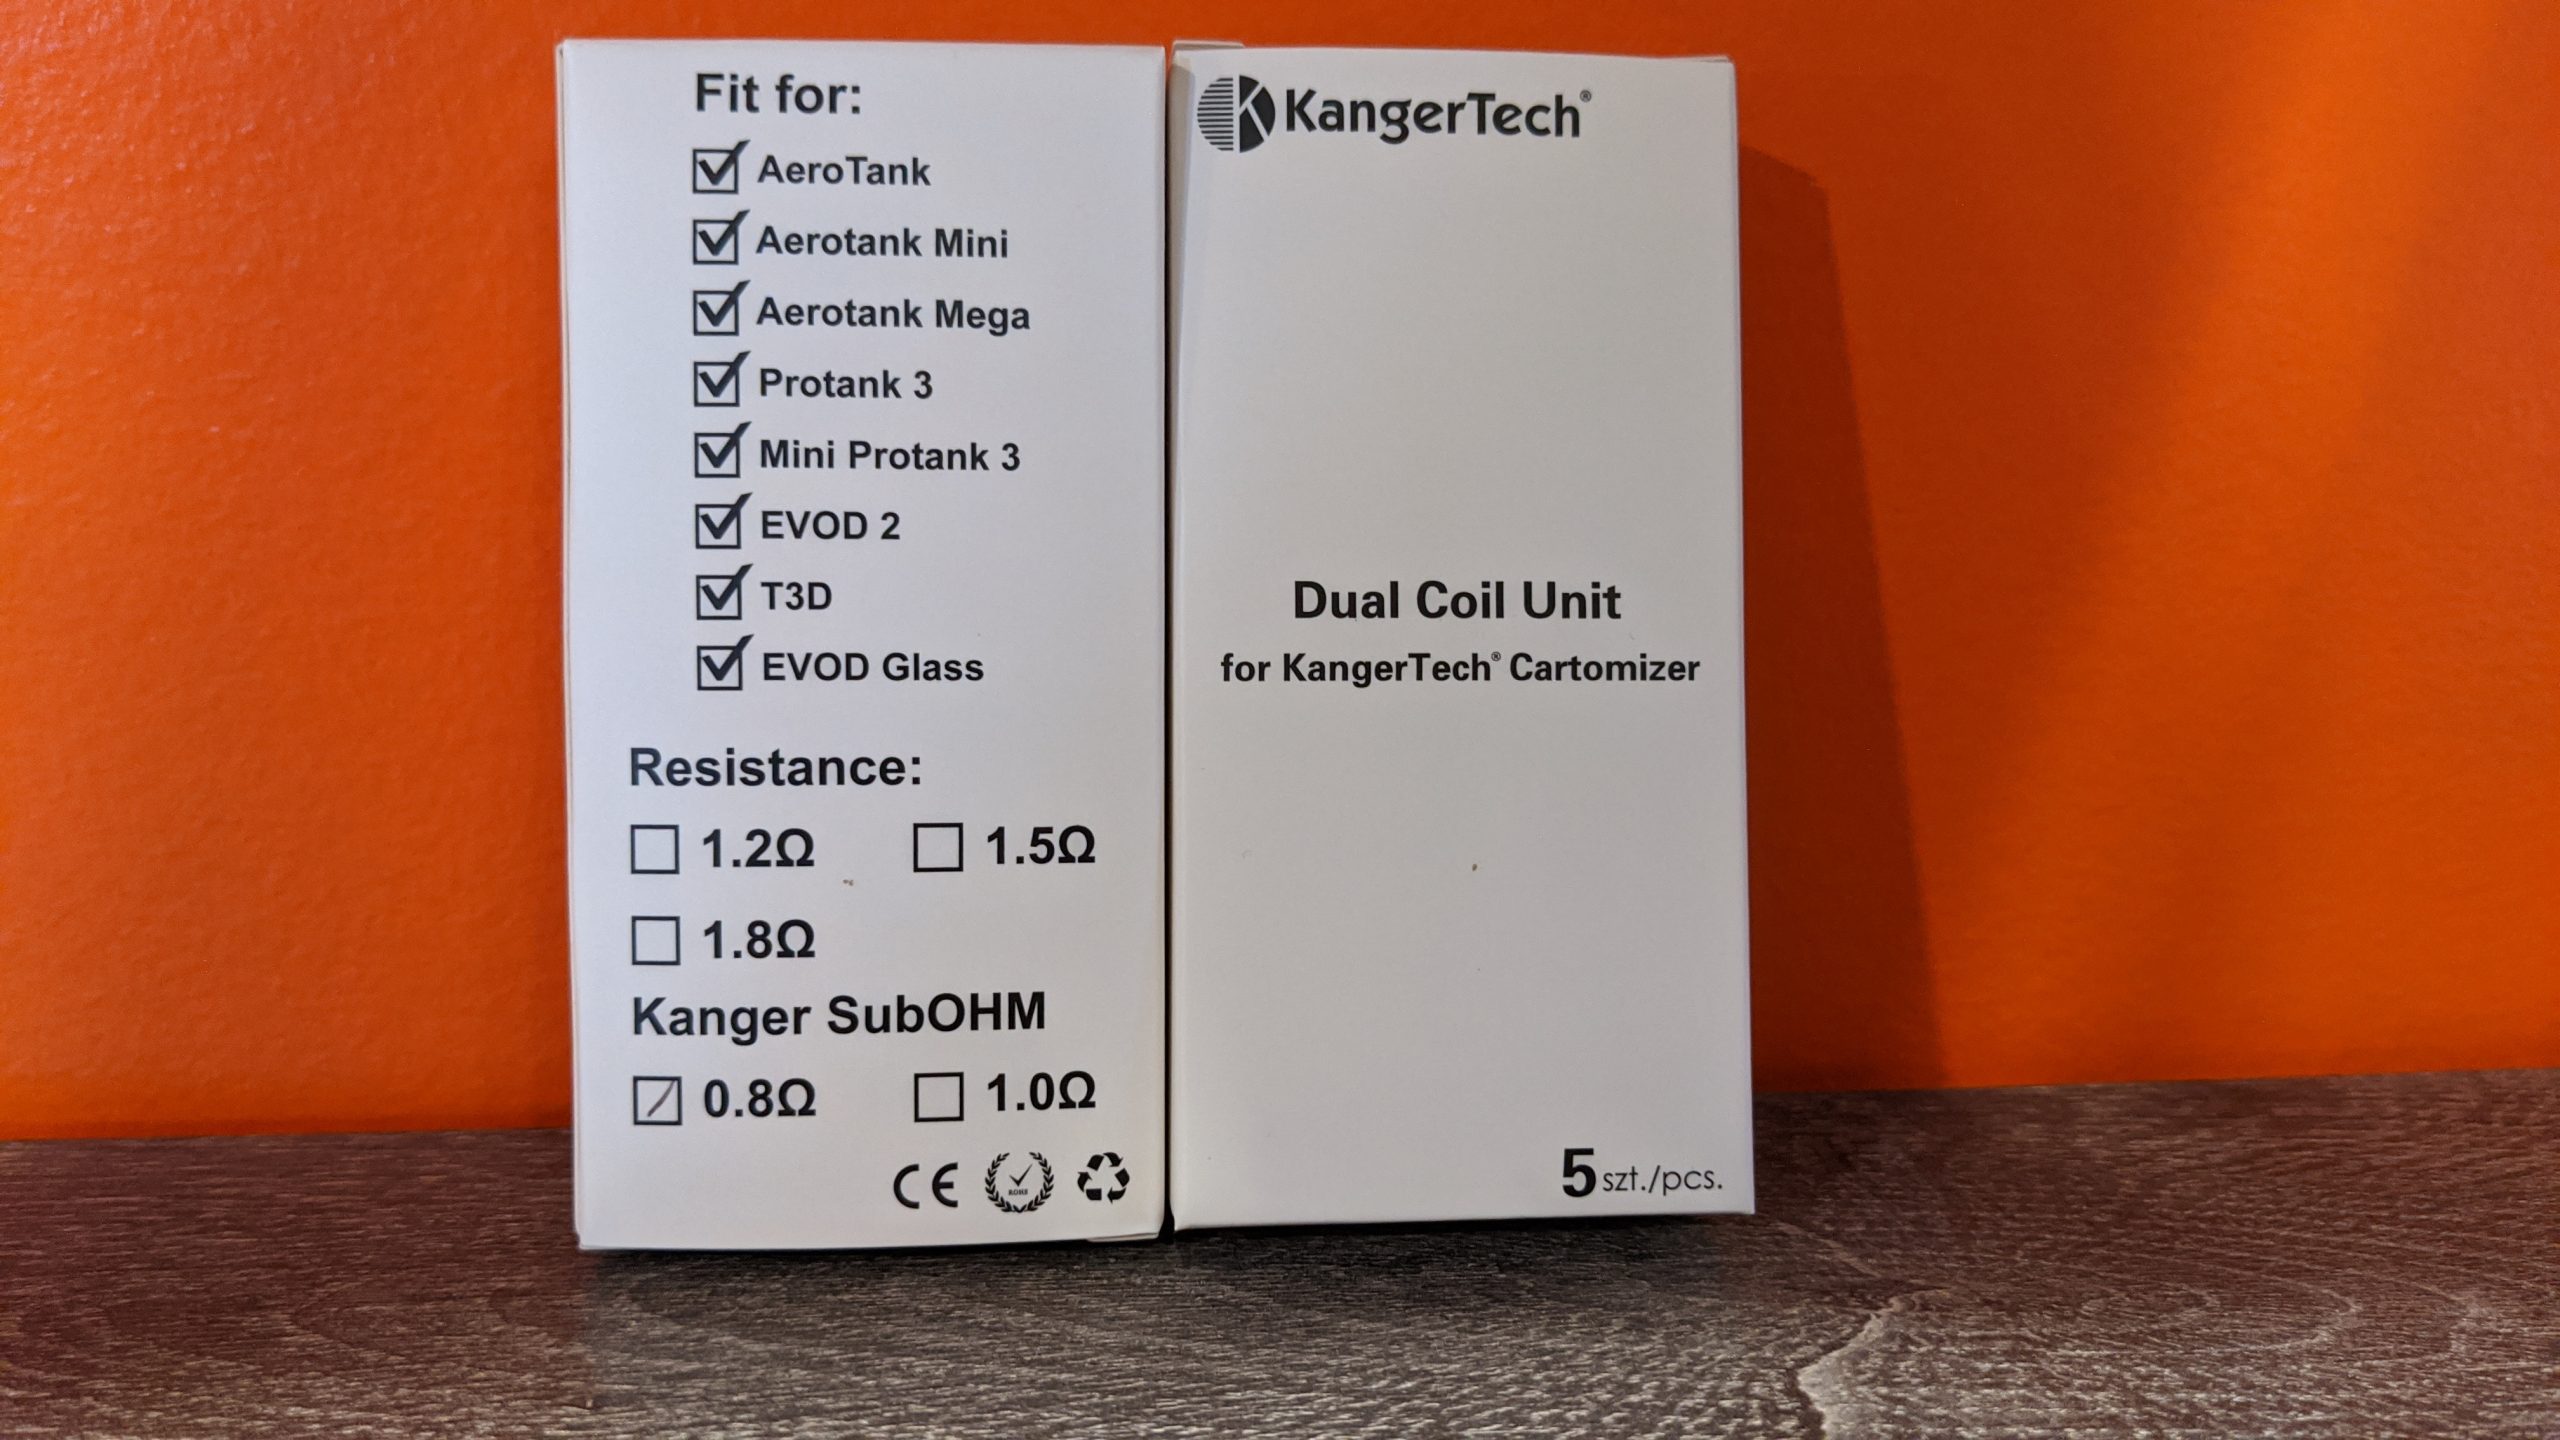 Fit for:
AeroTank
Aerotank Mini
Aerotank Mega
Protank 3
Mini Protank 3
EVOD 2
T3D
EVOD Glass
Resistance:
1.2Ω 1.5Ω
1.8Ω
Kanger SubOHM
0.8Ω 1.0Ω
CE ROHS
KangerTech®
Dual Coil Unit
for KangerTech® Cartomizer
5 szt./pcs.